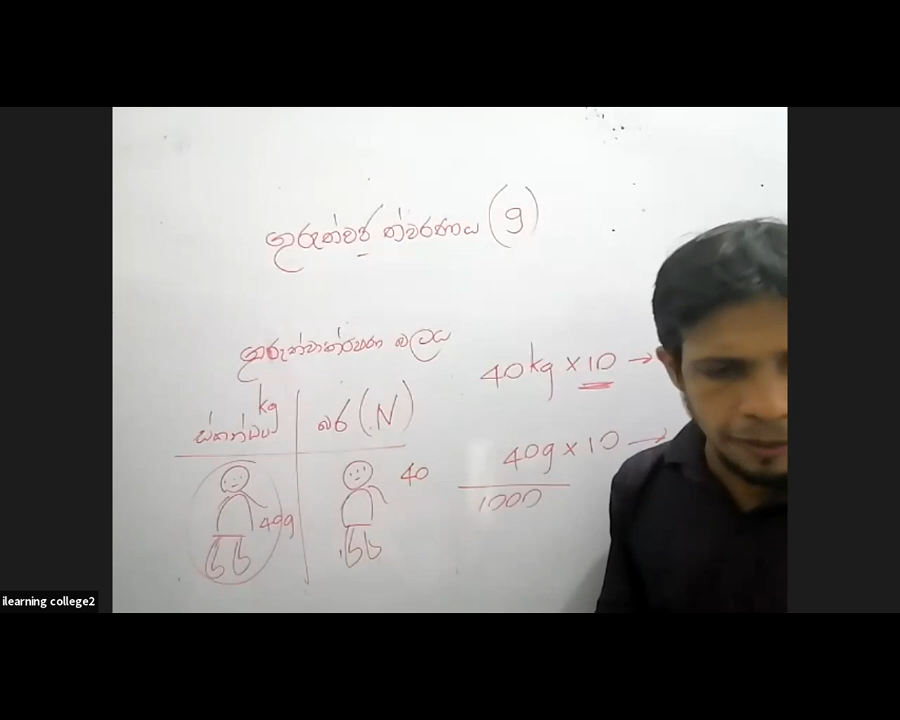 ගුරුත්වජ ත්වරණය (g)
ගුරුත්වාකර්ෂණ බලය
kg
ස්කන්ධය
බර (N)
40g
40
40kg x 10 →
40g x 10 →
1000
ilearning college2